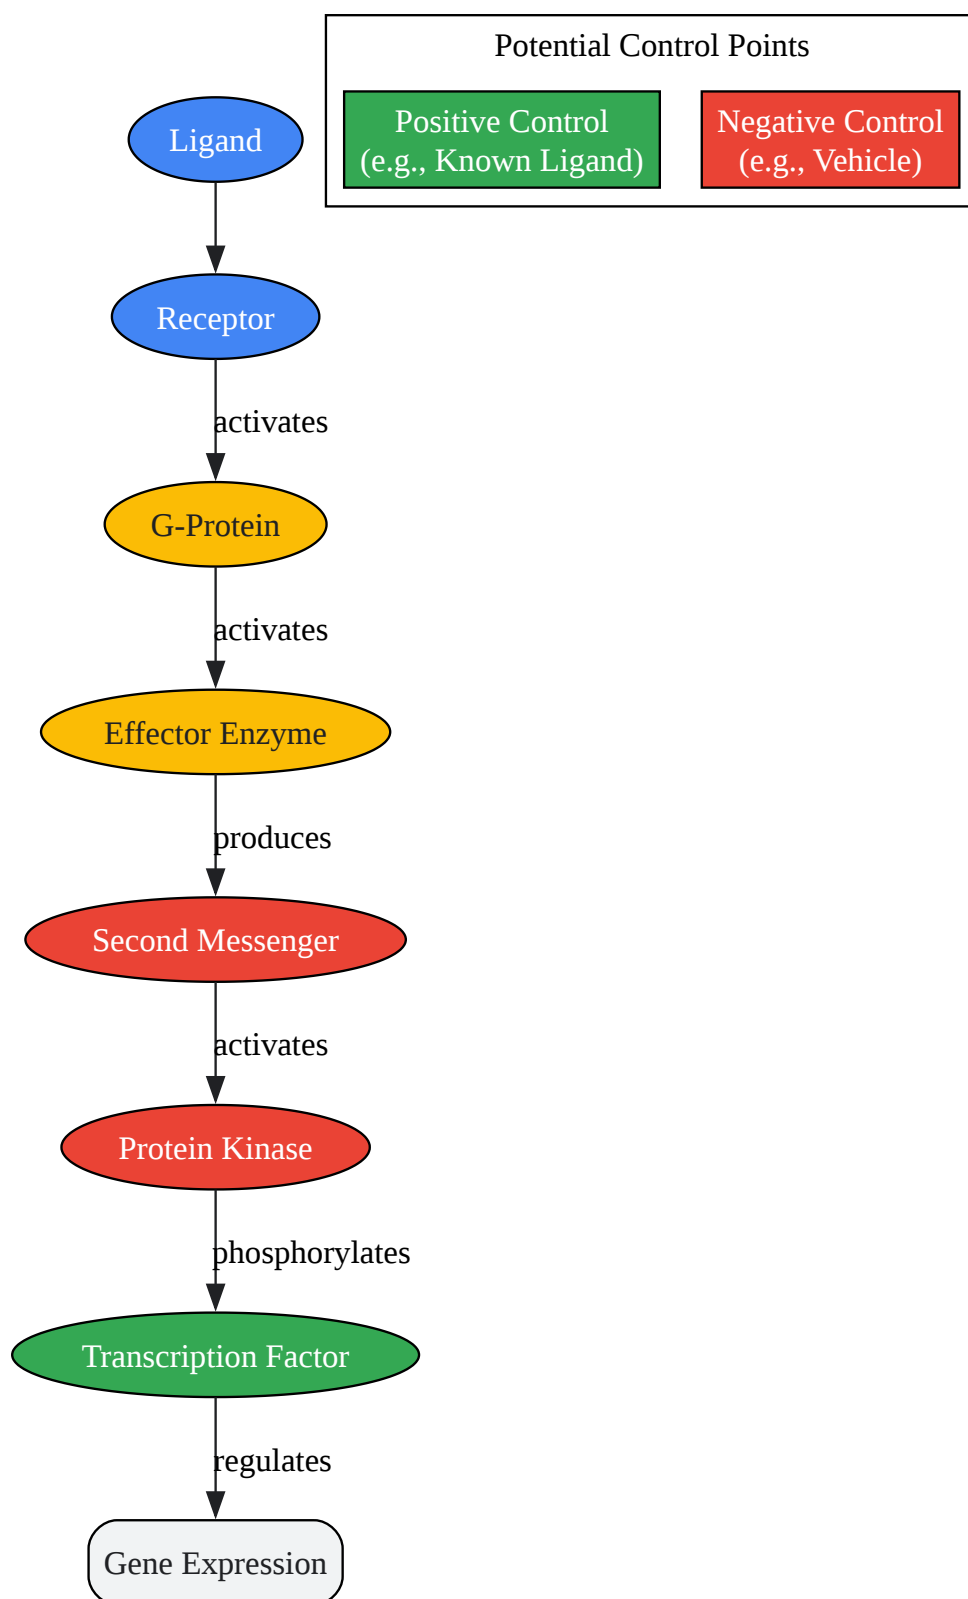 Potential Control Points
Positive Control
(e.g., Known Ligand)
Negative Control
(e.g., Vehicle)
Ligand
Receptor
activates
G-Protein
activates
Effector Enzyme
produces
Second Messenger
activates
Protein Kinase
phosphorylates
Transcription Factor
regulates
Gene Expression